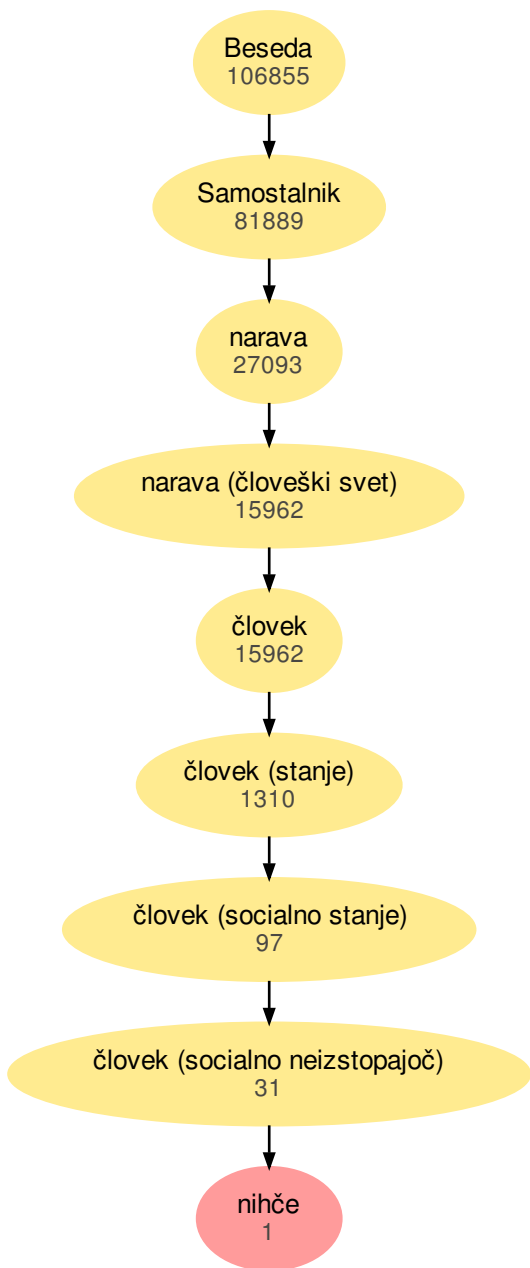 Beseda
106855
Samostalnik
81889
narava
27093
narava (človeški svet)
15962
človek
15962
človek (stanje)
1310
človek (socialno stanje)
97
človek (socialno neizstopajoč)
31
nihče
1